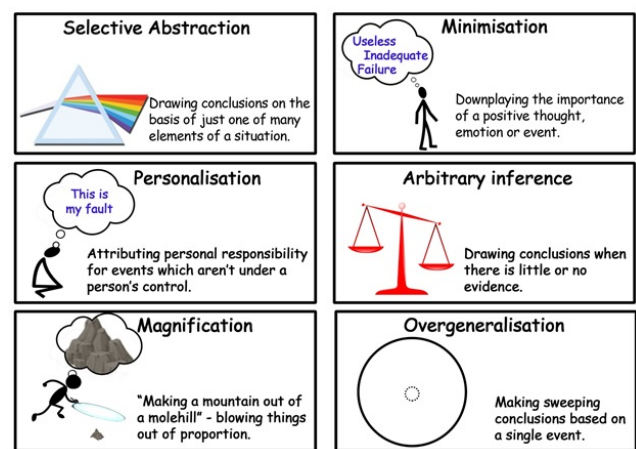 Selective Abstraction
Drawing conclusions on the
basis of just one of many
elements of a situation.
Minimisation
Useless
Inadequate
Failure
Downplaying the importance
of a positive thought,
emotion or event.
Personalisation
This is
my fault
Attributing personal responsibility
for events which aren't under a
person's control.
Arbitrary inference
Drawing conclusions when
there is little or no
evidence.
Magnification
"Making a mountain out of
a molehill" - blowing things
out of proportion.
Overgeneralisation
Making sweeping
conclusions based on
a single event.